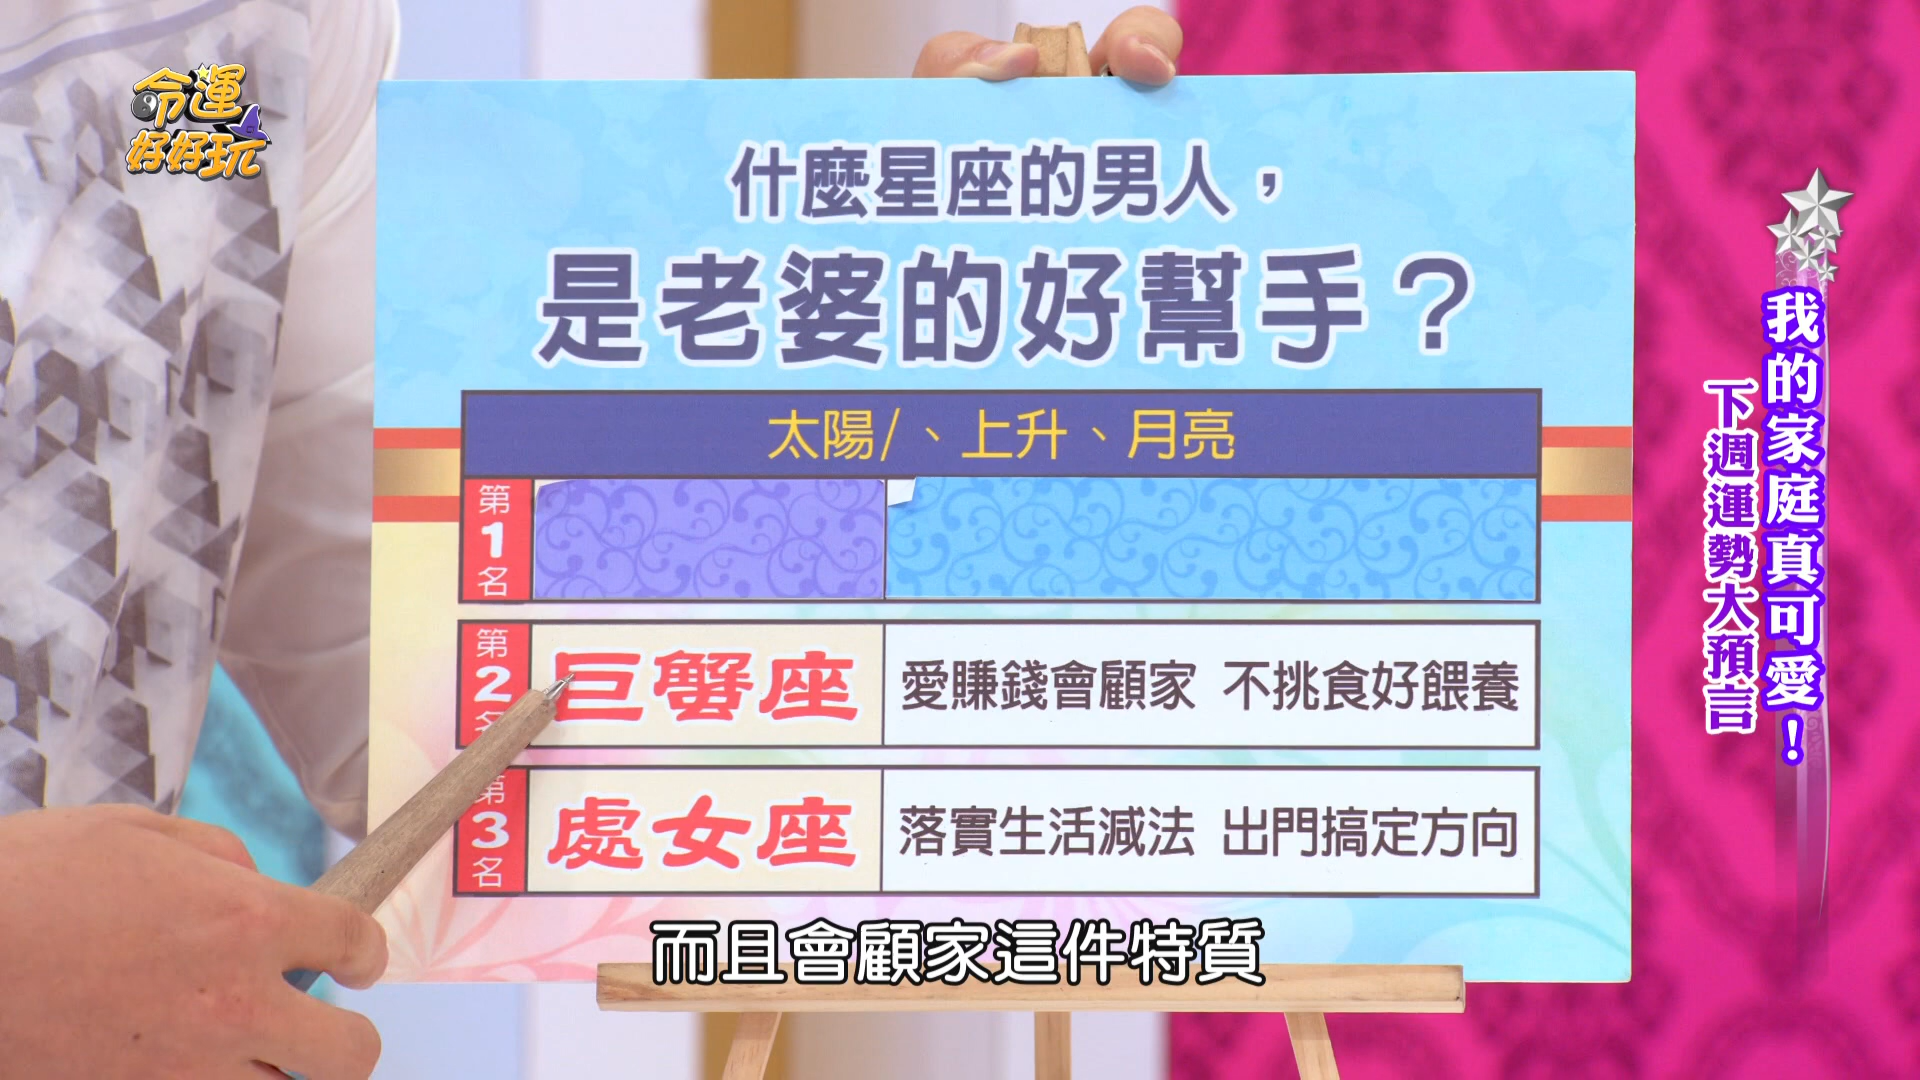 命運
好好玩
什麼星座的男人，
是老婆的好幫手？
太陽/、上升、月亮
第1名
第2名 巨蟹座 愛賺錢會顧家 不挑食好餵養
第3名 處女座 落實生活減法 出門搞定方向
而且會顧家這件特質
我的家庭真可愛！
下週運勢大預言